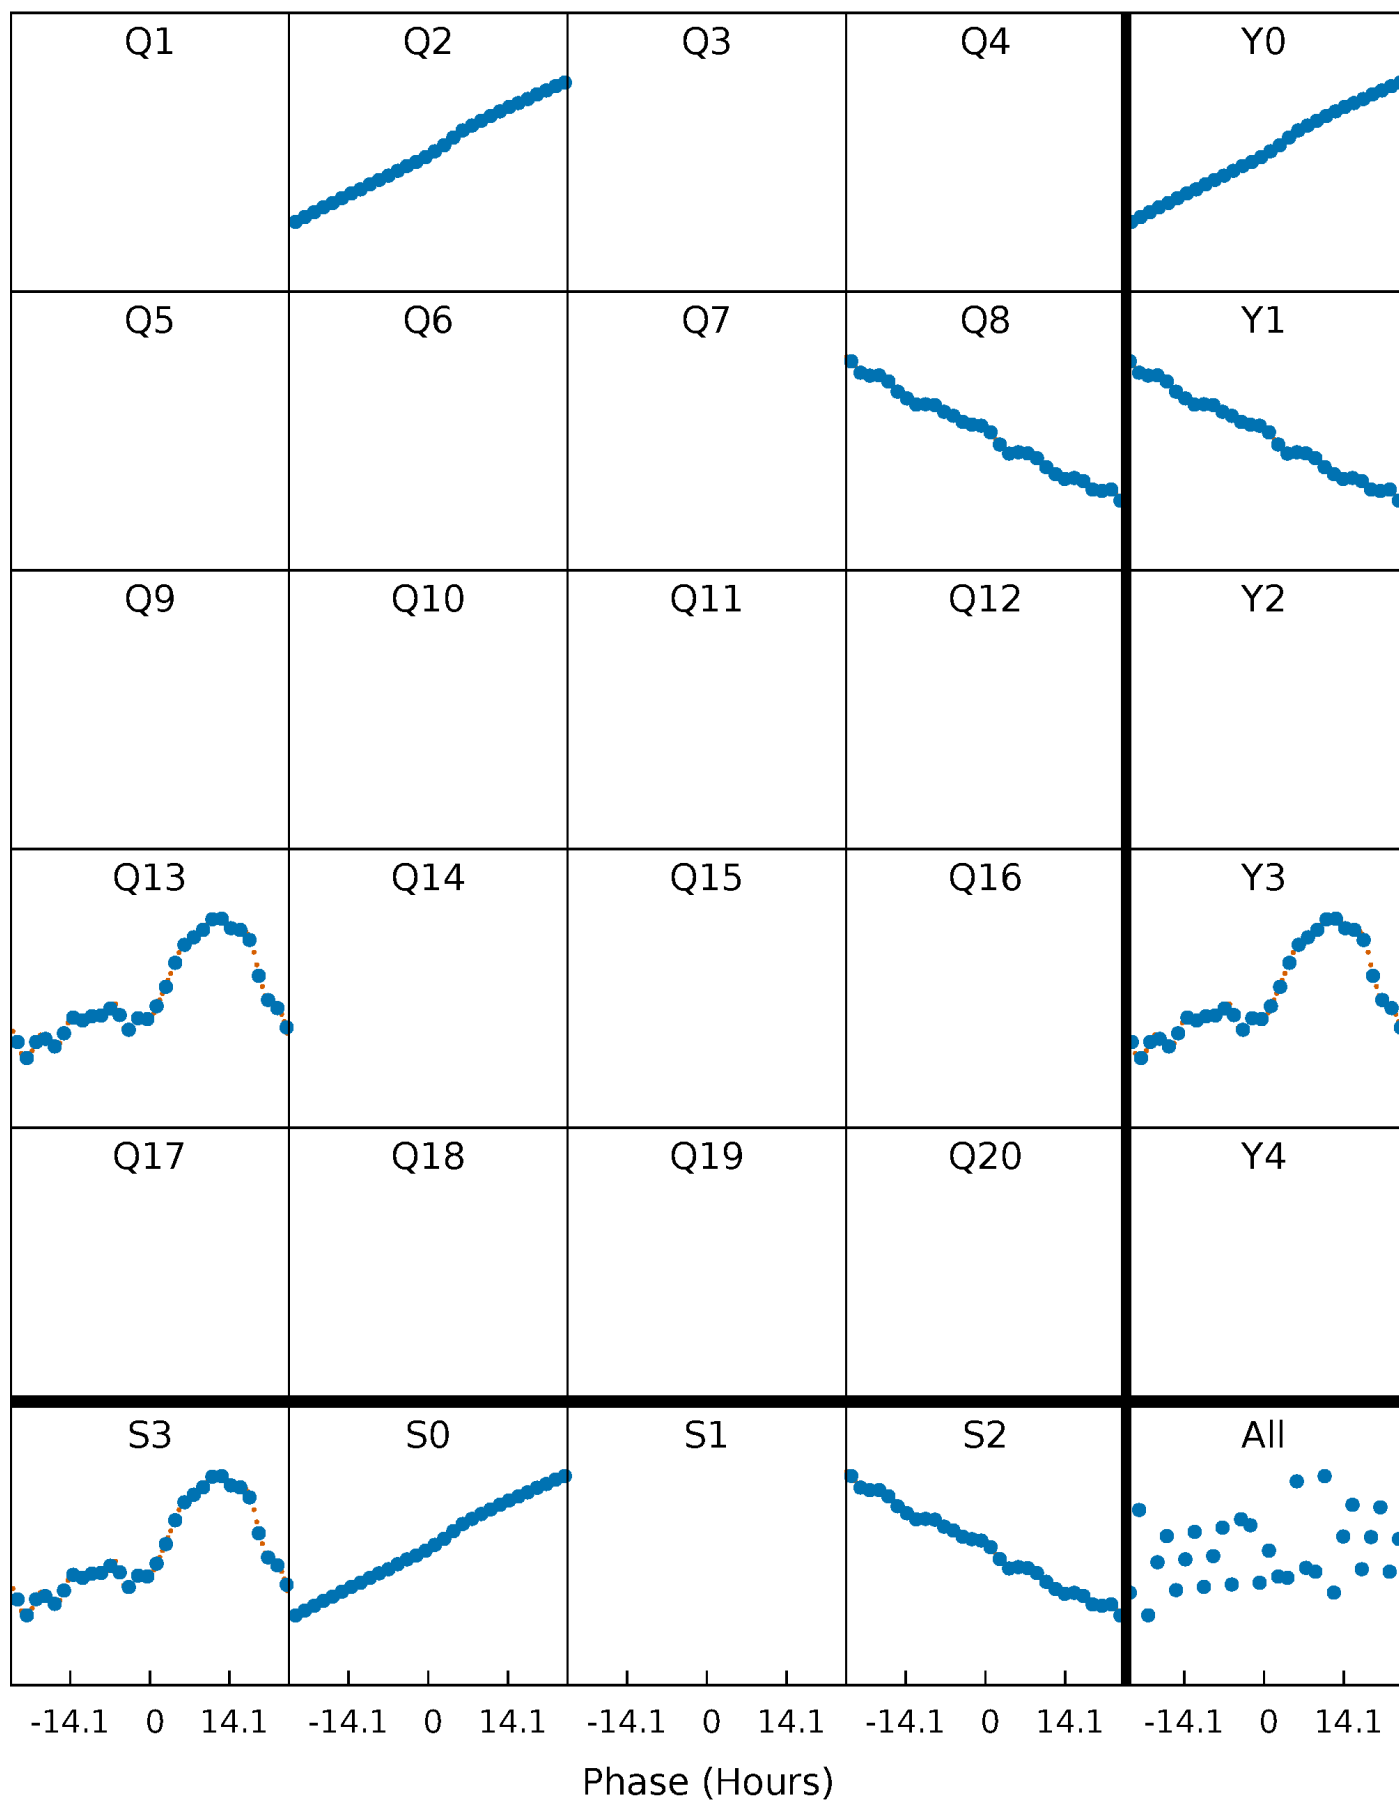 Q1 Q2 Q3 Q4 Y0
Q5 Q6 Q7 Q8 Y1
Q9 Q10 Q11 Q12 Y2
Q13 Q14 Q15 Q16 Y3
Q17 Q18 Q19 Q20 Y4
S3 S0 S1 S2 All
-14.1 0 14.1 -14.1 0 14.1 -14.1 0 14.1 -14.1 0 14.1 -14.1 0 14.1
Phase (Hours)